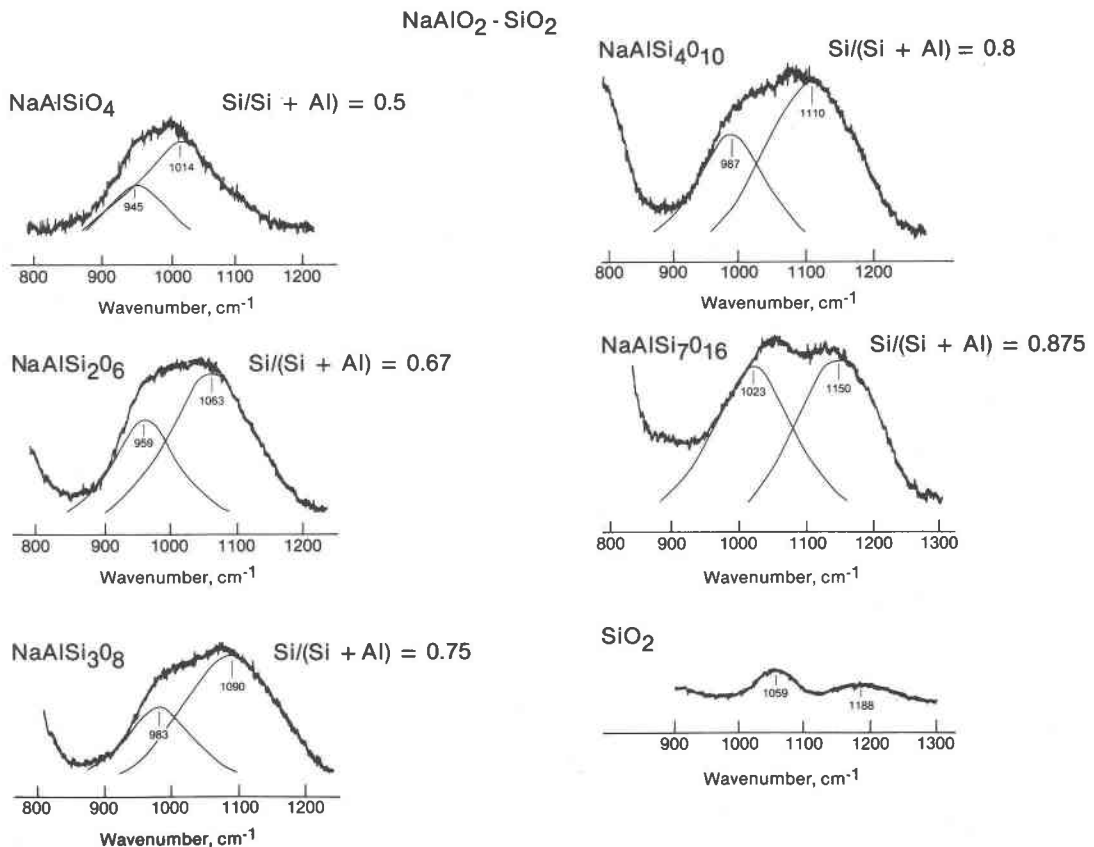 NaAlO2 - SiO2
NaAlSiO4 Si/Si + Al) = 0.5
1014
945
800 900 1000 1100 1200
Wavenumber, cm-1
NaAlSi2O6 Si/(Si + Al) = 0.67
1063
959
800 900 1000 1100 1200
Wavenumber, cm-1
NaAlSi3O8 Si/(Si + Al) = 0.75
1090
983
800 900 1000 1100 1200
Wavenumber, cm-1
NaAlSi4O10 Si/(Si + Al) = 0.8
1110
987
800 900 1000 1100 1200
Wavenumber, cm-1
NaAlSi7O16 Si/(Si + Al) = 0.875
1023 1150
800 900 1000 1100 1200 1300
Wavenumber, cm-1
SiO2
1059 1188
900 1000 1100 1200 1300
Wavenumber, cm-1